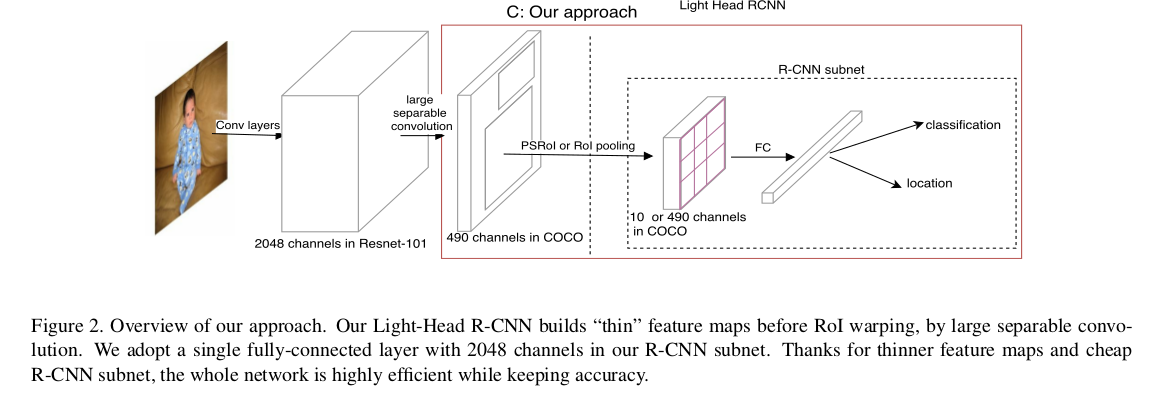 C: Our approach
Light Head RCNN
R-CNN subnet
Conv layers
large
separable
convolution
PSRoI or RoI pooling
FC
classification
location
2048 channels in Resnet-101
490 channels in COCO
10 or 490 channels
in COCO
Figure 2. Overview of our approach. Our Light-Head R-CNN builds “thin” feature maps before RoI warping, by large separable convo-
lution. We adopt a single fully-connected layer with 2048 channels in our R-CNN subnet. Thanks for thinner feature maps and cheap
R-CNN subnet, the whole network is highly efficient while keeping accuracy.